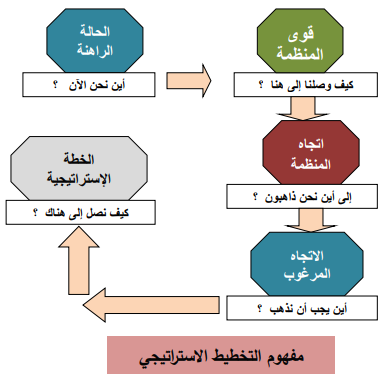 الحالة
الراهنة
أين نحن الآن ؟
قوى
المنظمة
كيف وصلنا إلى هنا ؟
اتجاه
المنظمة
إلى أين نحن ذاهبون ؟
الاتجاه
المرغوب
أين يجب أن نذهب ؟
الخطة
الإستراتيجية
كيف نصل إلى هناك ؟
مفهوم التخطيط الاستراتيجي